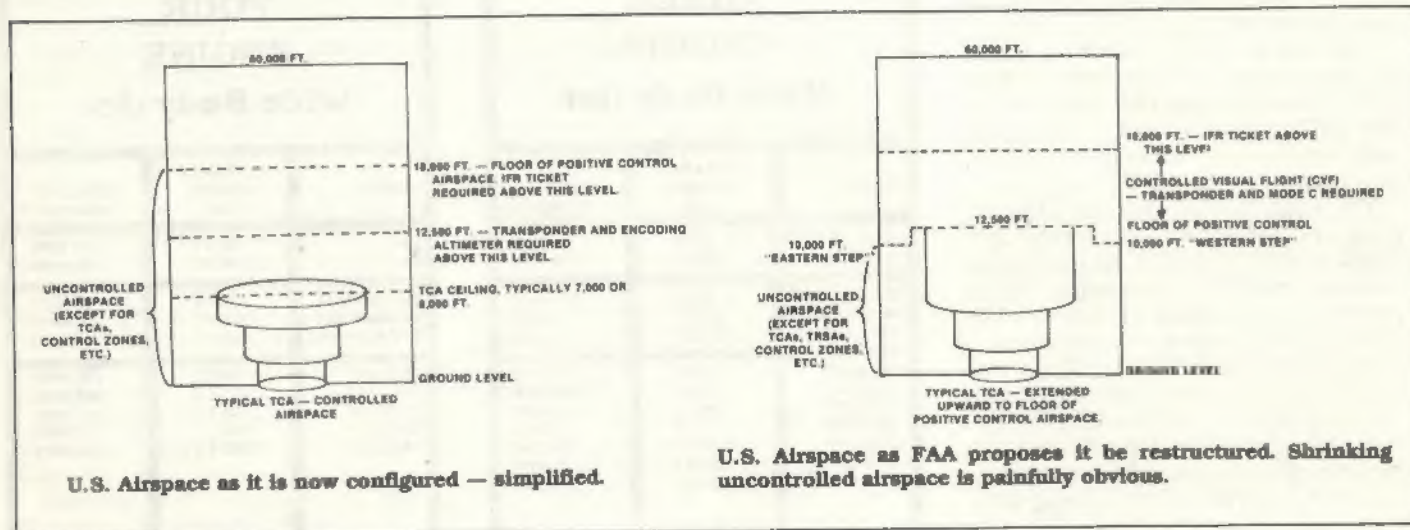 60,000 FT.
18,000 FT. — FLOOR OF POSITIVE CONTROL
AIRSPACE. IFR TICKET
REQUIRED ABOVE THIS LEVEL
12,500 FT. — TRANSPONDER AND ENCODING
ALTIMETER REQUIRED
ABOVE THIS LEVEL
TCA CEILING, TYPICALLY 7,000 OR
8,000 FT.
UNCONTROLLED
AIRSPACE
(EXCEPT FOR
TCAs,
CONTROL ZONES,
ETC.)
GROUND LEVEL
TYPICAL TCA — CONTROLLED
AIRSPACE
U.S. Airspace as it is now configured — simplified.
60,000 FT.
18,000 FT. — IFR TICKET ABOVE
THIS LEVEL
CONTROLLED VISUAL FLIGHT (CVF)
— TRANSPONDER AND MODE C REQUIRED
12,500 FT.
FLOOR OF POSITIVE CONTROL
10,000 FT. "WESTERN STEP"
10,000 FT.
"EASTERN STEP"
UNCONTROLLED
AIRSPACE
(EXCEPT FOR
TCAs, TRSAs,
CONTROL ZONES,
ETC.)
GROUND LEVEL
TYPICAL TCA — EXTENDED
UPWARD TO FLOOR OF
POSITIVE CONTROL AIRSPACE.
U.S. Airspace as FAA proposes it be restructured. Shrinking
uncontrolled airspace is painfully obvious.